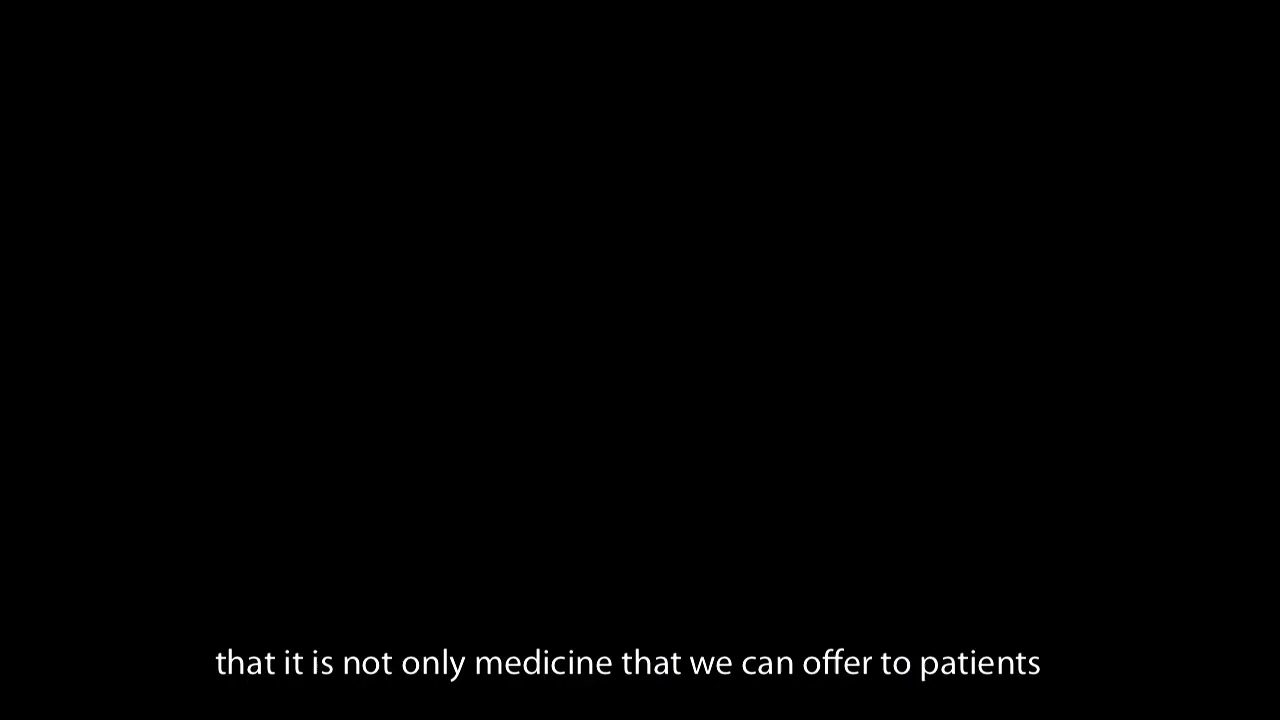 that it is not only medicine that we can offer to patients